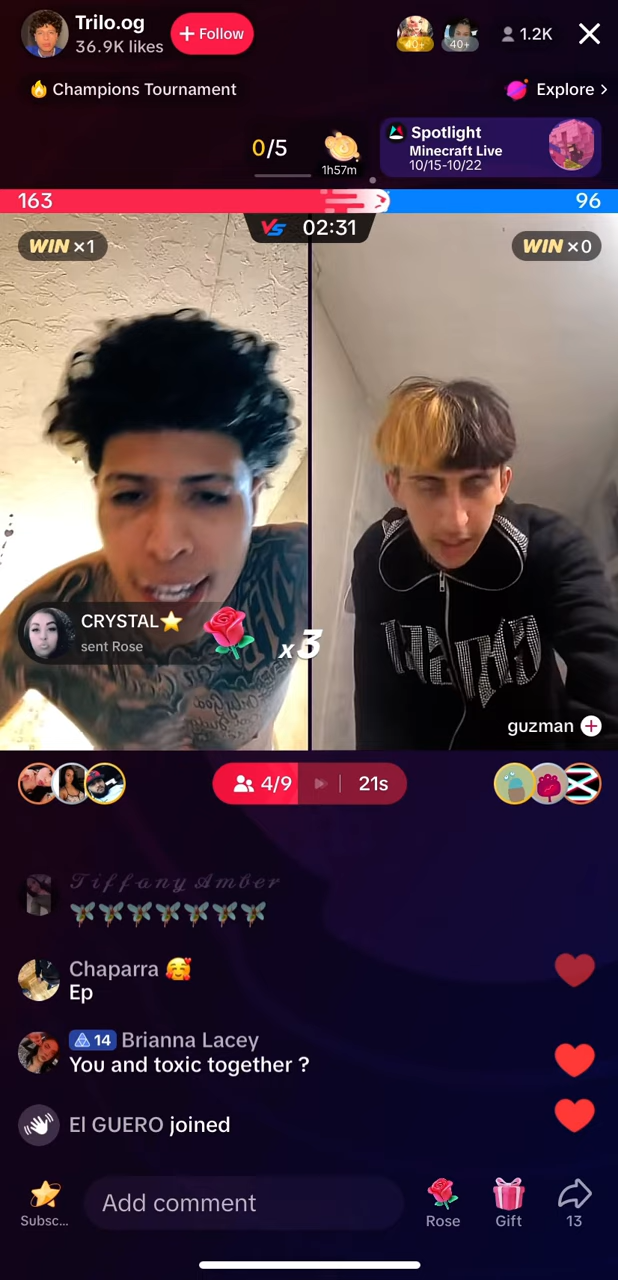 Trilo.og
36.9K likes
+ Follow
40+
40+
1.2K
Champions Tournament
Explore >
0/5
1h57m
Spotlight
Minecraft Live
10/15-10/22
163
96
VS 02:31
WIN ×1
WIN ×0
CRYSTAL⭐
sent Rose
x3
guzman
4/9
21s
𝒯𝒾𝒻𝒻𝒶𝓃𝓎 𝒜𝓂𝒷𝑒𝓇
🧚🧚🧚🧚🧚🧚🧚
Chaparra 🥰
Ep
14 Brianna Lacey
You and toxic together ?
El GUERO joined
Subsc...
Add comment
Rose
Gift
13